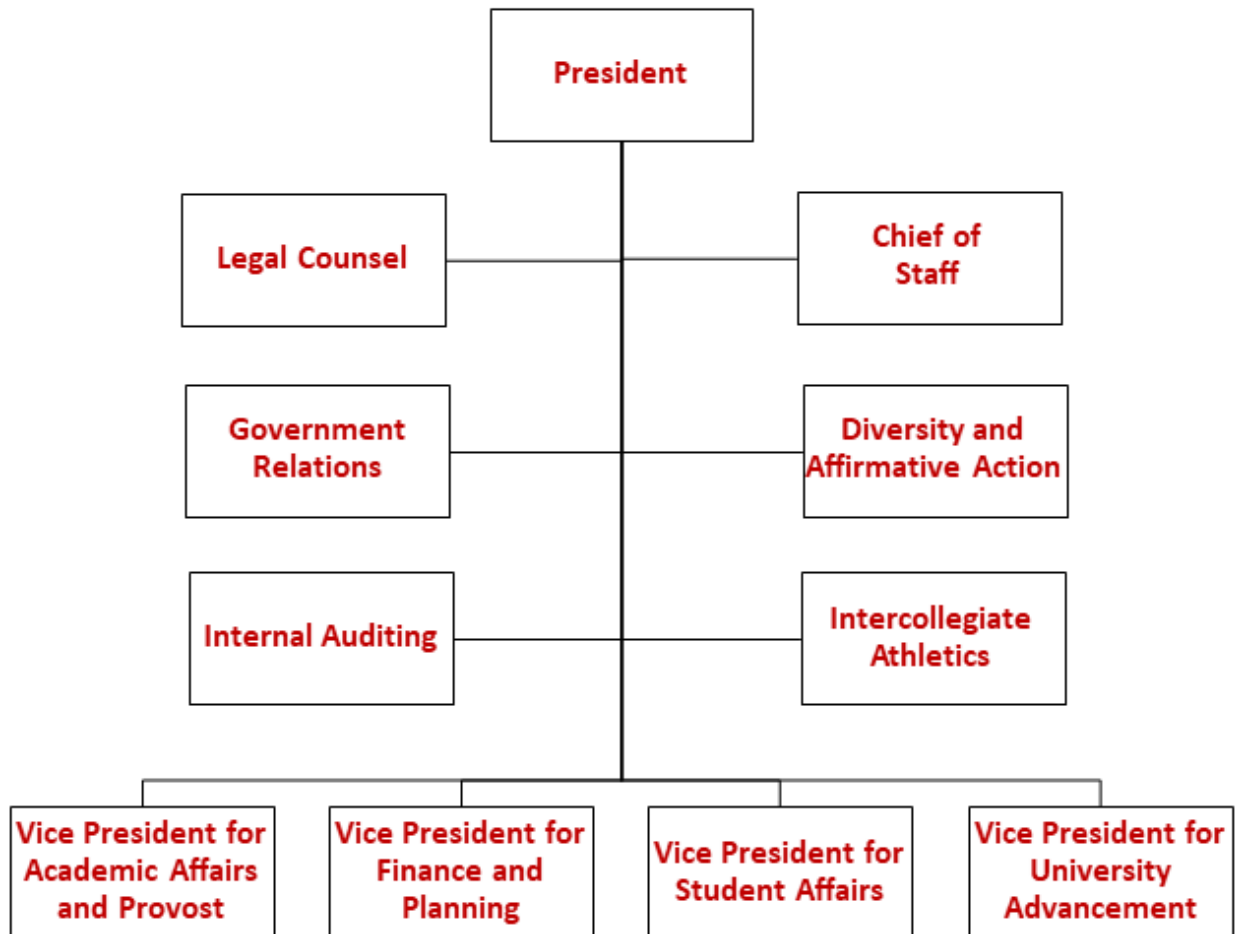 President
Legal Counsel
Chief of
Staff
Government
Relations
Diversity and
Affirmative Action
Internal Auditing
Intercollegiate
Athletics
Vice President for
Academic Affairs
and Provost
Vice President for
Finance and
Planning
Vice President for
Student Affairs
Vice President for
University
Advancement